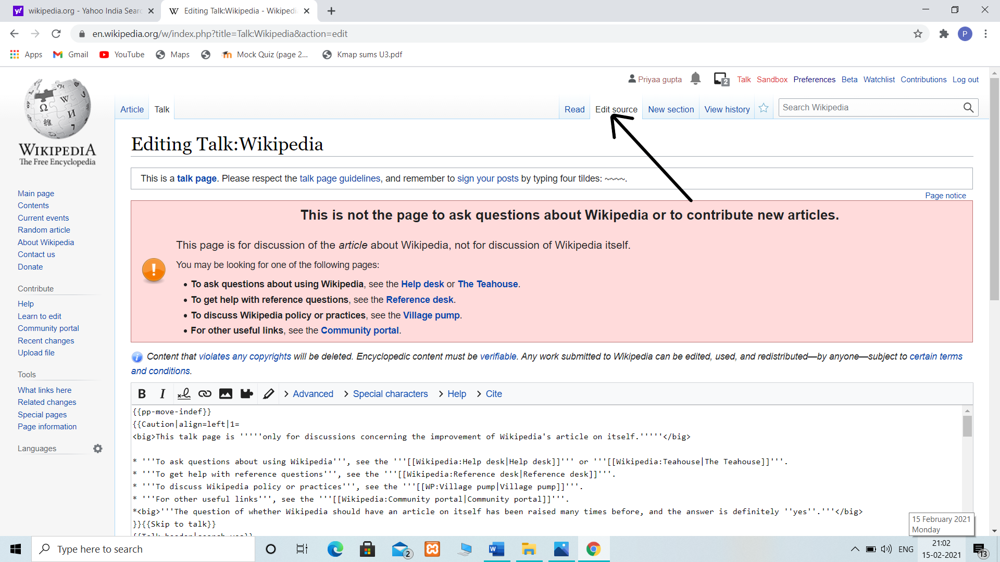 wikipedia.org - Yahoo India Searc
Editing Talk:Wikipedia - Wikipedi
en.wikipedia.org/w/index.php?title=Talk:Wikipedia&action=edit
P
Apps Gmail YouTube Maps Mock Quiz (page 2... Kmap sums U3.pdf
Priyaa gupta 2 Talk Sandbox Preferences Beta Watchlist Contributions Log out
Article Talk Read Edit source New section View history Search Wikipedia
WIKIPEDIA
The Free Encyclopedia
Main page
Contents
Current events
Random article
About Wikipedia
Contact us
Donate
Contribute
Help
Learn to edit
Community portal
Recent changes
Upload file
Tools
What links here
Related changes
Special pages
Page information
Languages
Editing Talk:Wikipedia
This is a talk page. Please respect the talk page guidelines, and remember to sign your posts by typing four tildes: ~~~~.
Page notice
This is not the page to ask questions about Wikipedia or to contribute new articles.
This page is for discussion of the article about Wikipedia, not for discussion of Wikipedia itself.
You may be looking for one of the following pages:
• To ask questions about using Wikipedia, see the Help desk or The Teahouse.
• To get help with reference questions, see the Reference desk.
• To discuss Wikipedia policy or practices, see the Village pump.
• For other useful links, see the Community portal.
Content that violates any copyrights will be deleted. Encyclopedic content must be verifiable. Any work submitted to Wikipedia can be edited, used, and redistributed—by anyone—subject to certain terms
and conditions.
B I Advanced Special characters Help Cite
{{pp-move-indef}}
{{Caution|align=left|1=
<big>This talk page is '''''only for discussions concerning the improvement of Wikipedia's article on itself.'''''</big>
* '''To ask questions about using Wikipedia''', see the '''[[Wikipedia:Help desk|Help desk]]''' or '''[[Wikipedia:Teahouse|The Teahouse]]'''.
* '''To get help with reference questions''', see the '''[[Wikipedia:Reference desk|Reference desk]]'''.
* '''To discuss Wikipedia policy or practices''', see the '''[[WP:Village pump|Village pump]]'''.
* '''For other useful links''', see the '''[[Wikipedia:Community portal|Community portal]]'''.
*<big>'''The question of whether Wikipedia should have an article on itself has been raised many times before, and the answer is definitely ''yes''.'''</big>
}}{{Skip to talk}}
{{Talk header|search=yes}}
15 February 2021
Monday
Type here to search
2
ENG
21:02
15-02-2021
13